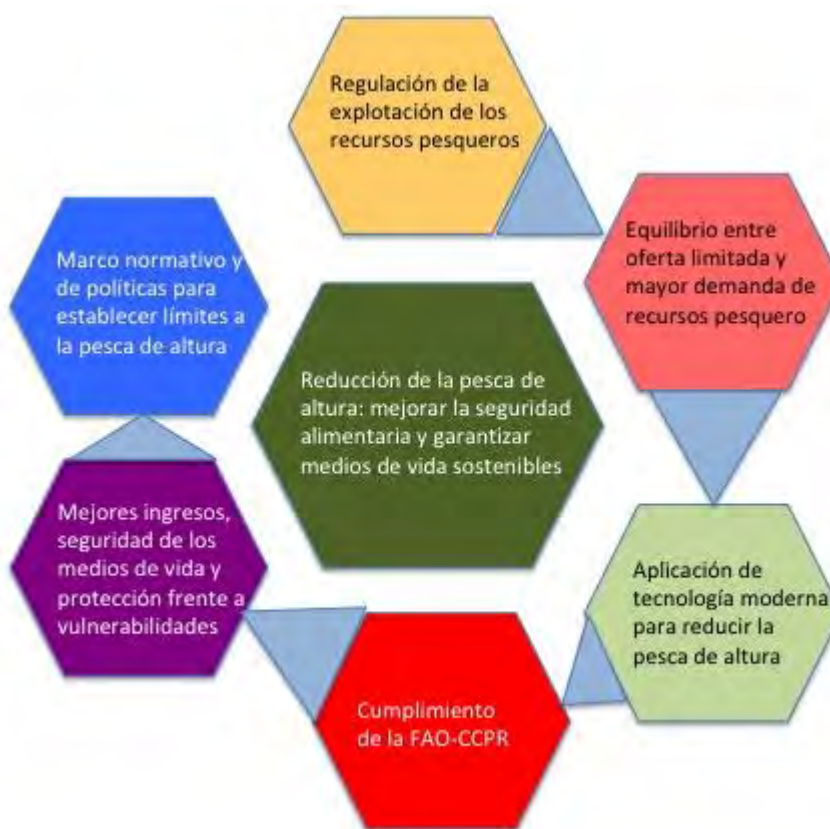 Regulación de la
explotación de los
recursos pesqueros
Equilibrio entre
oferta limitada y
mayor demanda de
recursos pesquero
Marco normativo y
de políticas para
establecer límites a
la pesca de altura
Reducción de la pesca de
altura: mejorar la seguridad
alimentaria y garantizar
medios de vida sostenibles
Mejores ingresos,
seguridad de los
medios de vida y
protección frente a
vulnerabilidades
Aplicación de
tecnología moderna
para reducir la
pesca de altura
Cumplimiento
de la FAO-CCPR